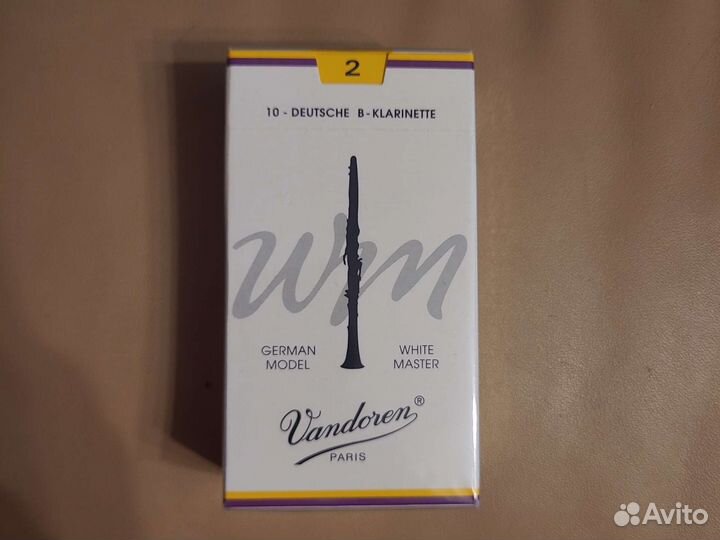 2
10 - DEUTSCHE B - KLARINETTE
wm
GERMAN MODEL
WHITE MASTER
Vandoren®
PARIS
Avito